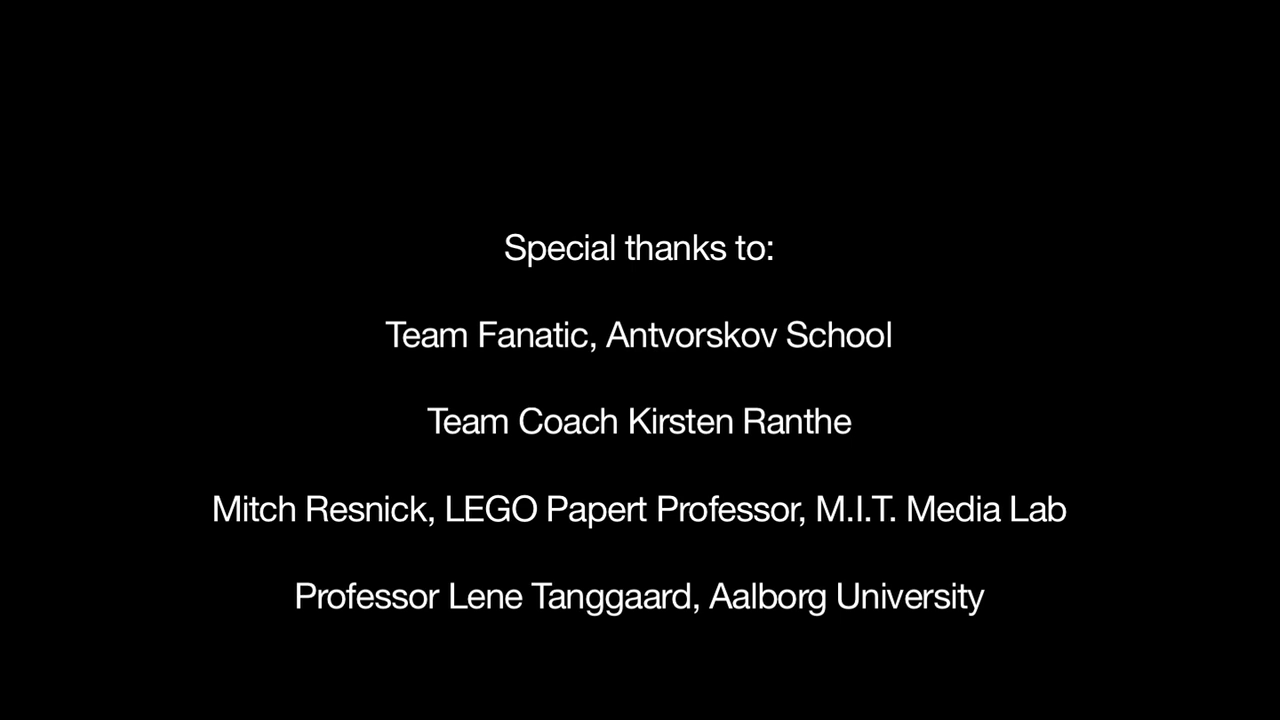 Special thanks to:
Team Fanatic, Antvorskov School
Team Coach Kirsten Ranthe
Mitch Resnick, LEGO Papert Professor, M.I.T. Media Lab
Professor Lene Tanggaard, Aalborg University